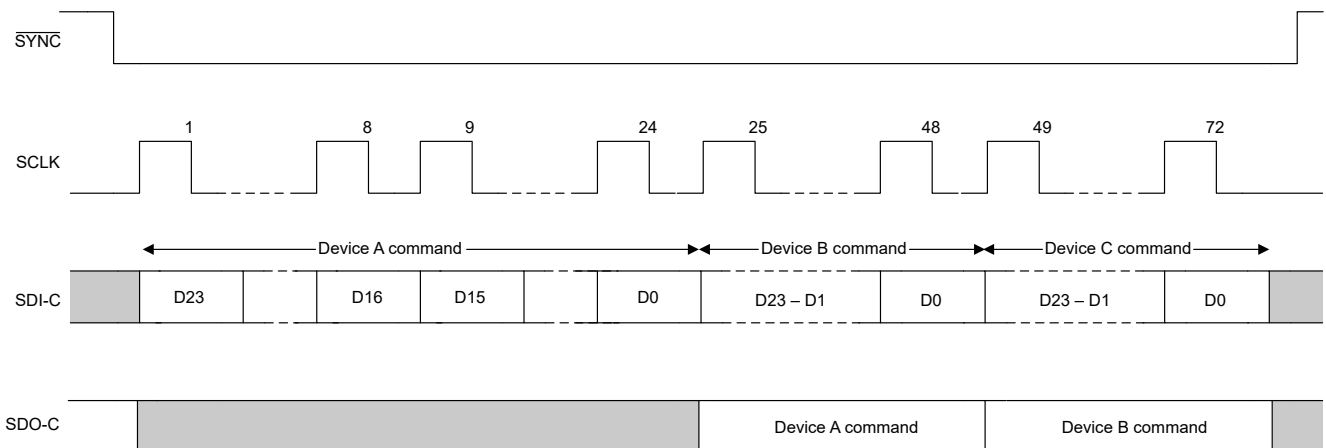 SYNC
1 8 9 24 25 48 49 72
SCLK
Device A command Device B command Device C command
SDI-C D23 D16 D15 D0 D23 – D1 D0 D23 – D1 D0
SDO-C Device A command Device B command